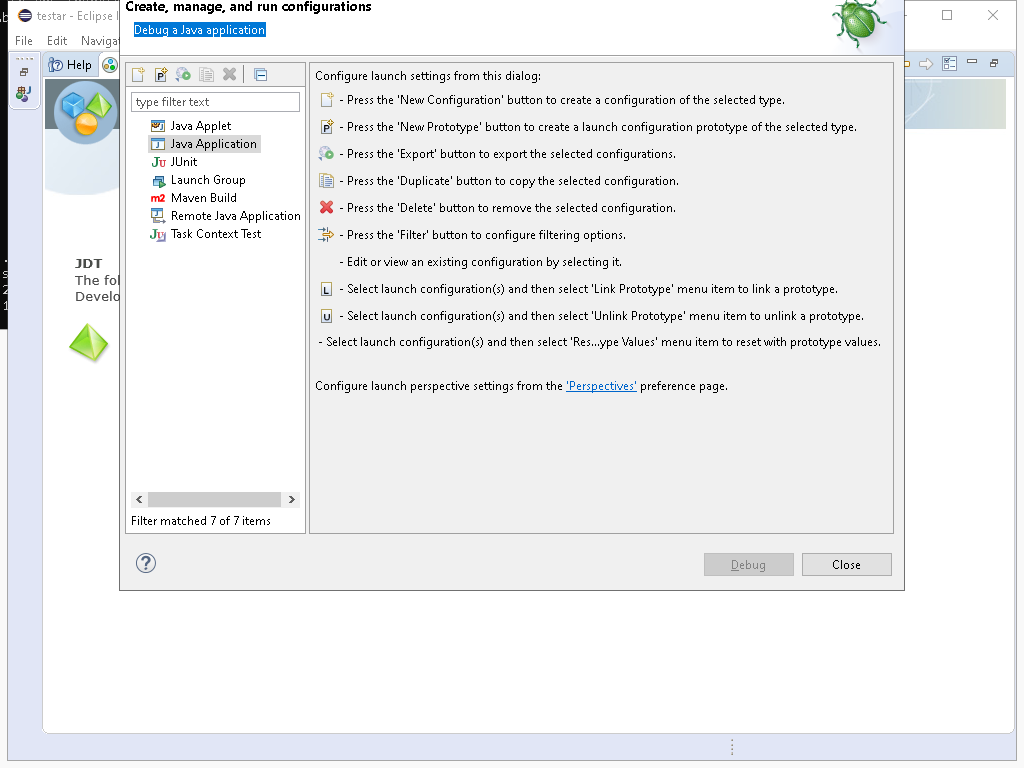 testar - Eclipse I
File Edit Navigat
Help
Create, manage, and run configurations
Debug a Java application
type filter text
Java Applet
Java Application
JUnit
Launch Group
Maven Build
Remote Java Application
Task Context Test
Filter matched 7 of 7 items
Configure launch settings from this dialog:
- Press the 'New Configuration' button to create a configuration of the selected type.
- Press the 'New Prototype' button to create a launch configuration prototype of the selected type.
- Press the 'Export' button to export the selected configurations.
- Press the 'Duplicate' button to copy the selected configuration.
- Press the 'Delete' button to remove the selected configuration.
- Press the 'Filter' button to configure filtering options.
- Edit or view an existing configuration by selecting it.
- Select launch configuration(s) and then select 'Link Prototype' menu item to link a prototype.
- Select launch configuration(s) and then select 'Unlink Prototype' menu item to unlink a prototype.
- Select launch configuration(s) and then select 'Res...ype Values' menu item to reset with prototype values.
Configure launch perspective settings from the 'Perspectives' preference page.
JDT
The fol
Develo
Debug
Close